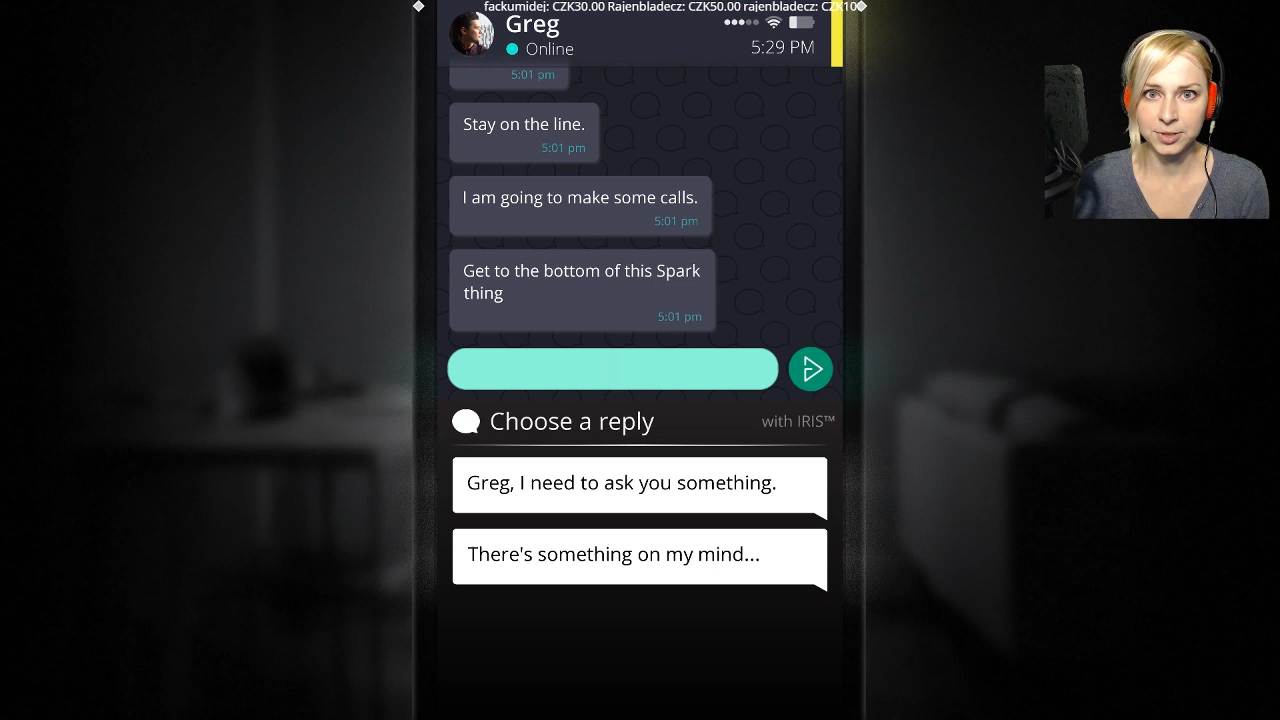 fackumidej: CZK30.00 Rajenbladecz: CZK50.00 rajenbladecz: CZK10
Greg
Online
5:29 PM
5:01 pm
Stay on the line.
5:01 pm
I am going to make some calls.
5:01 pm
Get to the bottom of this Spark
thing
5:01 pm
Choose a reply
with IRIS™
Greg, I need to ask you something.
There's something on my mind...